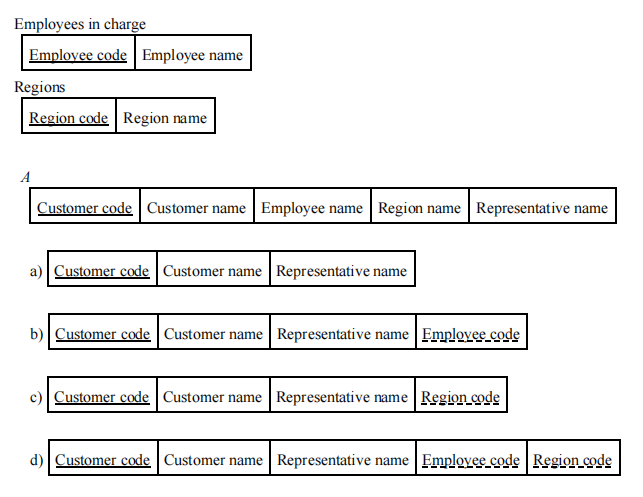 Employees in charge
Employee code Employee name
Regions
Region code Region name
A
Customer code Customer name Employee name Region name Representative name
a) Customer code Customer name Representative name
b) Customer code Customer name Representative name Employee code
c) Customer code Customer name Representative name Region code
d) Customer code Customer name Representative name Employee code Region code